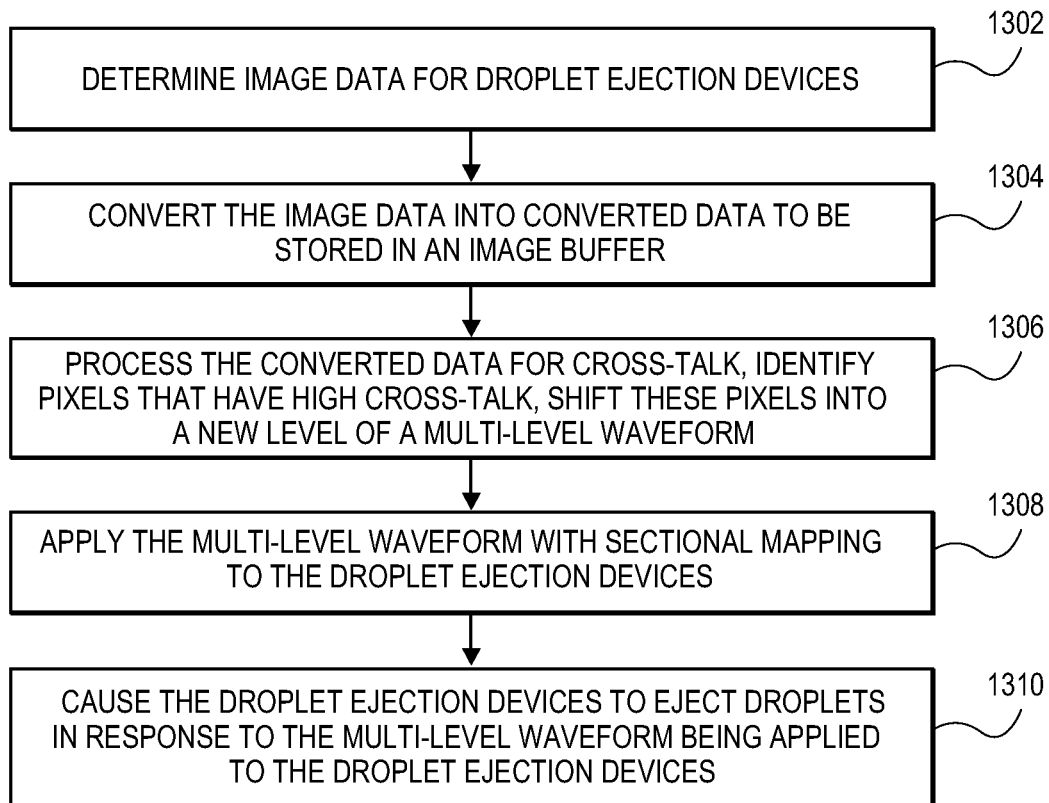 1302
DETERMINE IMAGE DATA FOR DROPLET EJECTION DEVICES
1304
CONVERT THE IMAGE DATA INTO CONVERTED DATA TO BE
STORED IN AN IMAGE BUFFER
1306
PROCESS THE CONVERTED DATA FOR CROSS-TALK, IDENTIFY
PIXELS THAT HAVE HIGH CROSS-TALK, SHIFT THESE PIXELS INTO
A NEW LEVEL OF A MULTI-LEVEL WAVEFORM
1308
APPLY THE MULTI-LEVEL WAVEFORM WITH SECTIONAL MAPPING
TO THE DROPLET EJECTION DEVICES
1310
CAUSE THE DROPLET EJECTION DEVICES TO EJECT DROPLETS
IN RESPONSE TO THE MULTI-LEVEL WAVEFORM BEING APPLIED
TO THE DROPLET EJECTION DEVICES